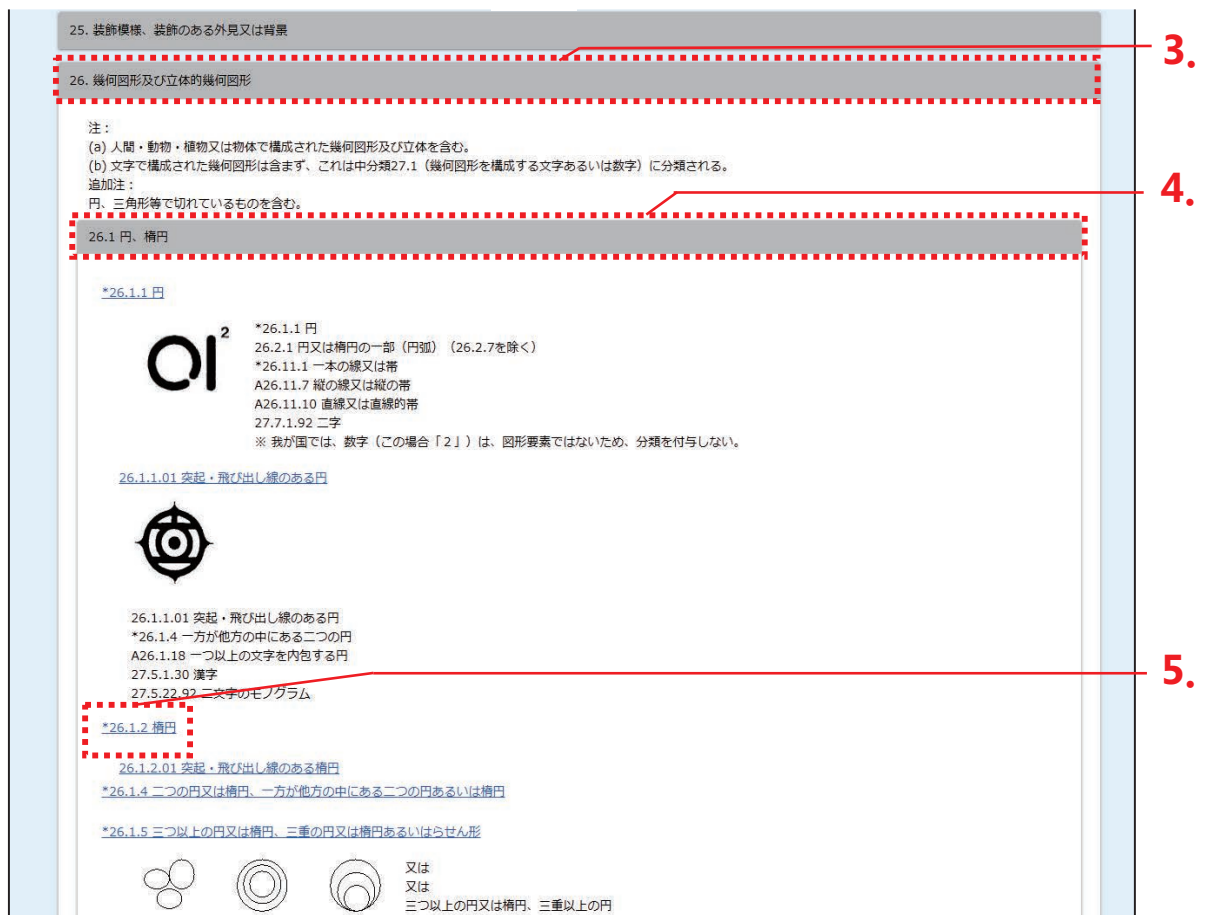 25. 装飾模様、装飾のある外見又は背景
3.
26. 幾何図形及び立体的幾何図形
注：
(a) 人間・動物・植物又は物体で構成された幾何図形及び立体を含む。
(b) 文字で構成された幾何図形は含まず、これは中分類27.1（幾何図形を構成する文字あるいは数字）に分類される。
追加注：
円、三角形等で切れているものを含む。
4.
26.1 円、楕円
*26.1.1 円
2
*26.1.1 円
26.2.1 円又は楕円の一部（円弧）（26.2.7を除く）
*26.11.1 一本の線又は帯
A26.11.7 縦の線又は縦の帯
A26.11.10 直線又は直線的帯
27.7.1.92 二字
※ 我が国では、数字（この場合「２」）は、図形要素ではないため、分類を付与しない。
26.1.1.01 突起・飛び出し線のある円
26.1.1.01 突起・飛び出し線のある円
*26.1.4 一方が他方の中にある二つの円
A26.1.18 一つ以上の文字を内包する円
27.5.1.30 漢字
27.5.22.92 二文字のモノグラム
5.
*26.1.2 楕円
26.1.2.01 突起・飛び出し線のある楕円
*26.1.4 二つの円又は楕円、一方が他方の中にある二つの円あるいは楕円
*26.1.5 三つ以上の円又は楕円、三重の円又は楕円あるいはらせん形
又は
又は
三つ以上の円又は楕円、三重以上の円